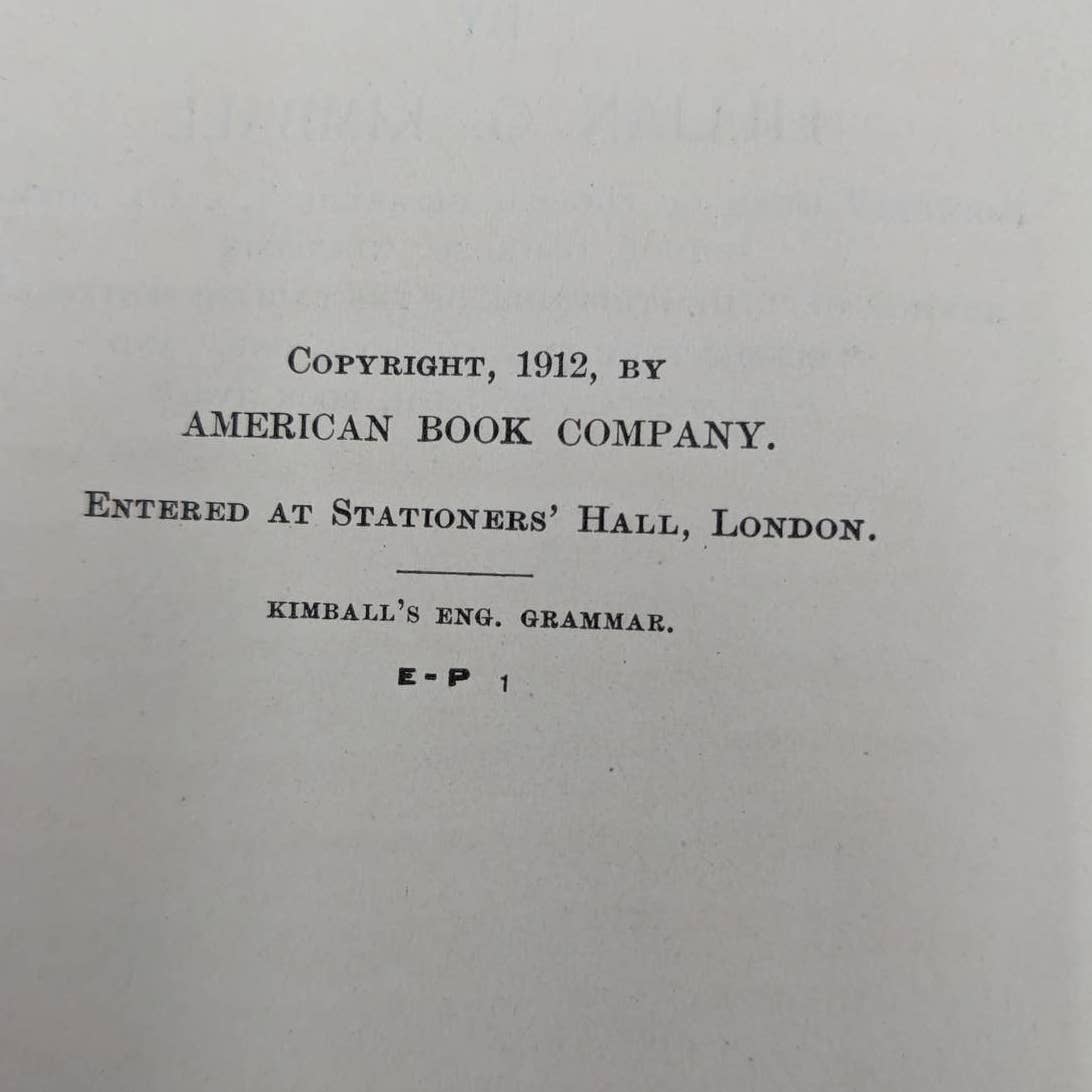 COPYRIGHT, 1912, BY
AMERICAN BOOK COMPANY.
ENTERED AT STATIONERS' HALL, LONDON.
KIMBALL'S ENG. GRAMMAR.
E-P 1